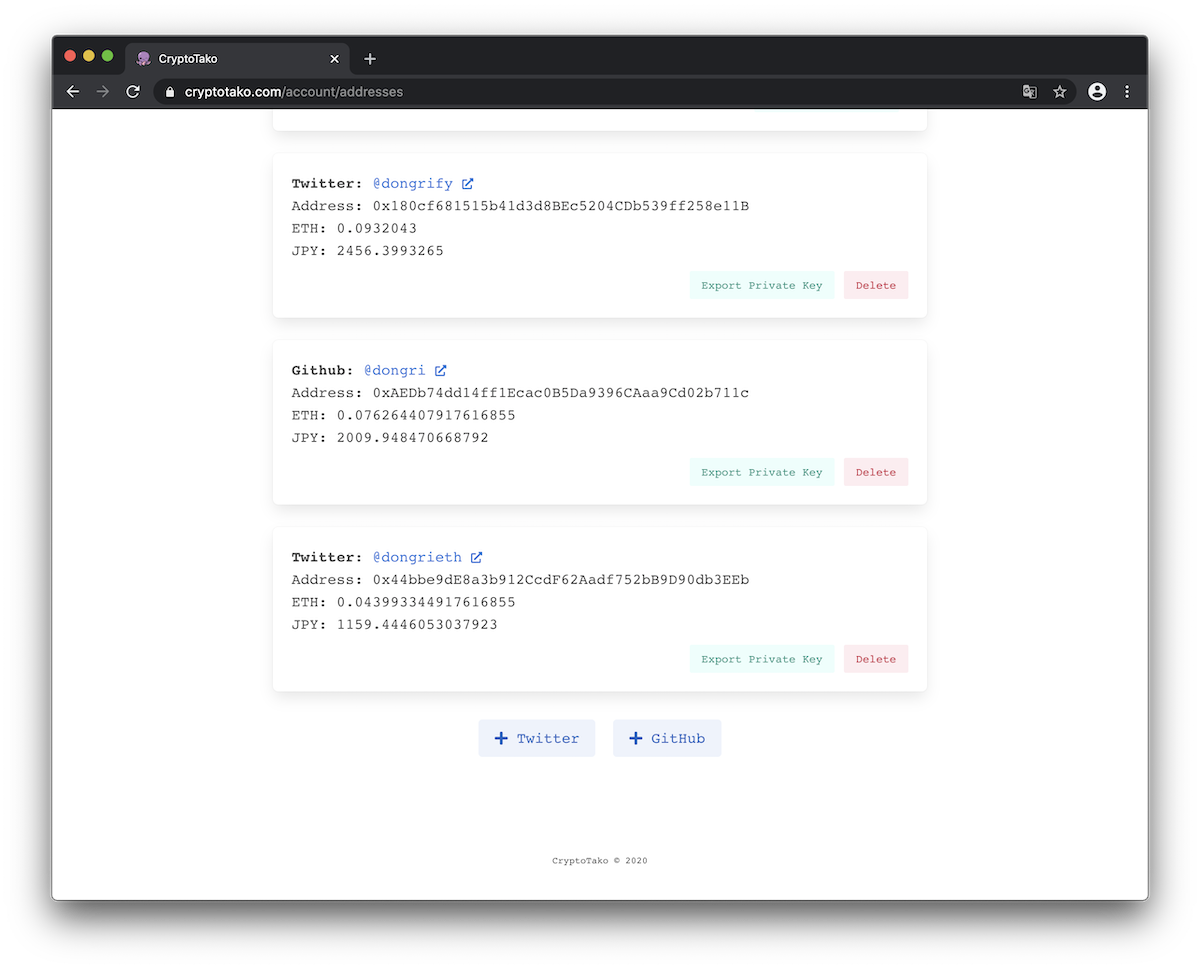 CryptoTako
cryptotako.com/account/addresses
Twitter: @dongrify
Address: 0x180cf681515b41d3d8BEc5204CDb539ff258e11B
ETH: 0.0932043
JPY: 2456.3993265
Export Private Key Delete
Github: @dongri
Address: 0xAEDb74dd14ff1Ecac0B5Da9396CAaa9Cd02b711c
ETH: 0.076264407917616855
JPY: 2009.948470668792
Export Private Key Delete
Twitter: @dongrieth
Address: 0x44bbe9dE8a3b912CcdF62Aadf752bB9D90db3EEb
ETH: 0.043993344917616855
JPY: 1159.4446053037923
Export Private Key Delete
+ Twitter + GitHub
CryptoTako © 2020